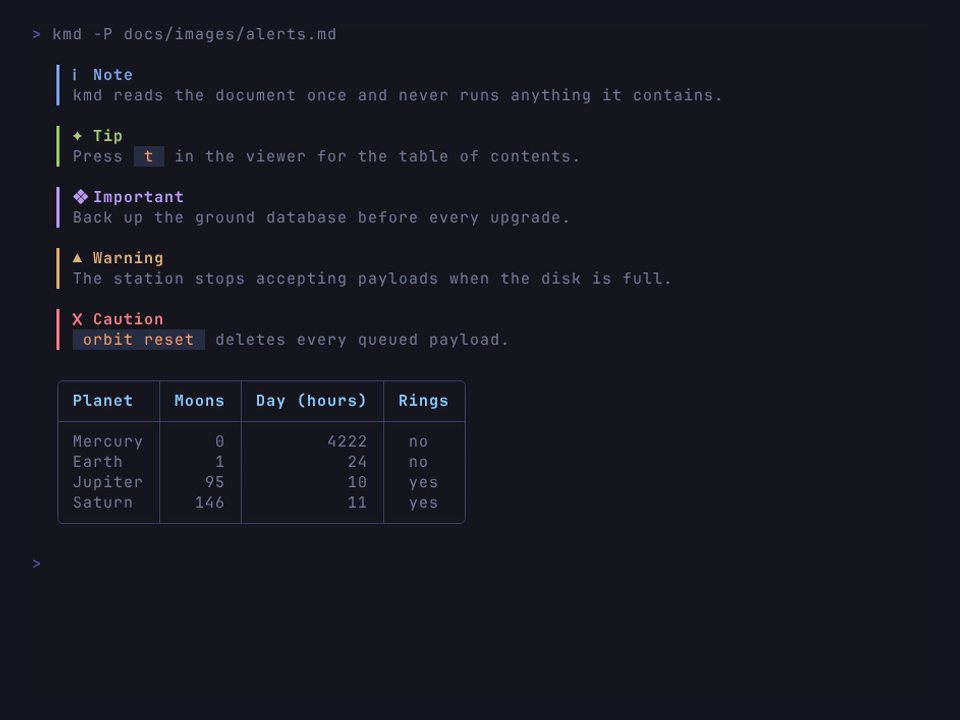 > kmd -P docs/images/alerts.md
i Note
kmd reads the document once and never runs anything it contains.
✦ Tip
Press t in the viewer for the table of contents.
❖ Important
Back up the ground database before every upgrade.
▲ Warning
The station stops accepting payloads when the disk is full.
✗ Caution
orbit reset deletes every queued payload.
Planet Moons Day (hours) Rings
Mercury 0 4222 no
Earth 1 24 no
Jupiter 95 10 yes
Saturn 146 11 yes
>